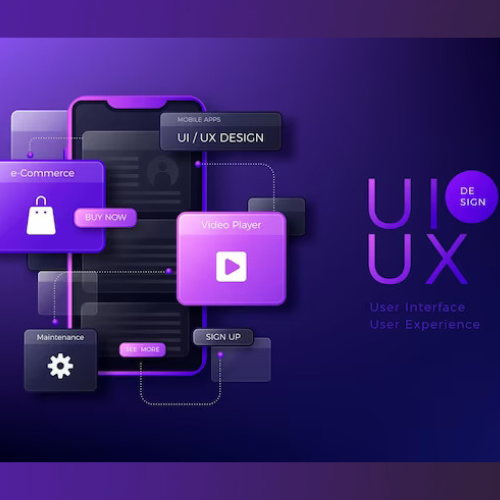 MOBILE APPS
UI / UX DESIGN
e-Commerce
BUY NOW
Video Player
Maintenance
SEE MORE
SIGN UP
UI
DE
SIGN
UX
User Interface
User Experience